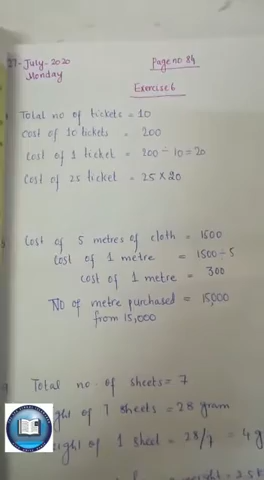 27-July-2020
Monday
Page no 84
Exercise 6
Total no of tickets = 10
Cost of 10 tickets = 200
Cost of 1 ticket = 200 ÷ 10 = 20
Cost of 25 ticket = 25 × 20
Cost of 5 metres of cloth = 1500
Cost of 1 metre = 1500 ÷ 5
Cost of 1 metre = 300
No of metre purchased = 15,000
from 15,000
Total no. of sheets = 7
of 7 sheets = 28 gram
of 1 sheet = 28/7 = 4 g